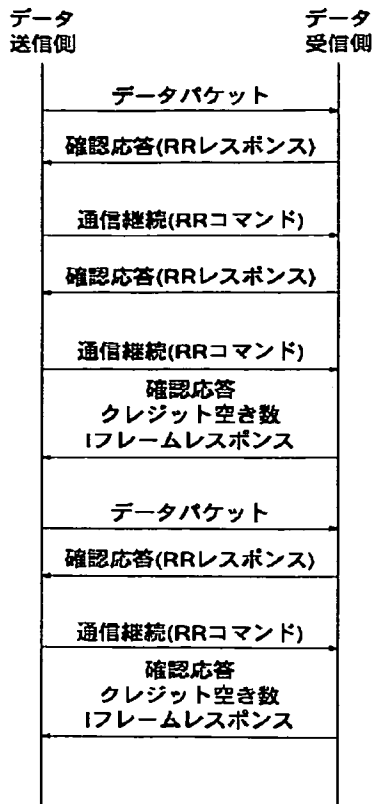 データ
送信側
データ
受信側
データパケット
確認応答(RRレスポンス)
通信継続(RRコマンド)
確認応答(RRレスポンス)
通信継続(RRコマンド)
確認応答
クレジット空き数
Iフレームレスポンス
データパケット
確認応答(RRレスポンス)
通信継続(RRコマンド)
確認応答
クレジット空き数
Iフレームレスポンス